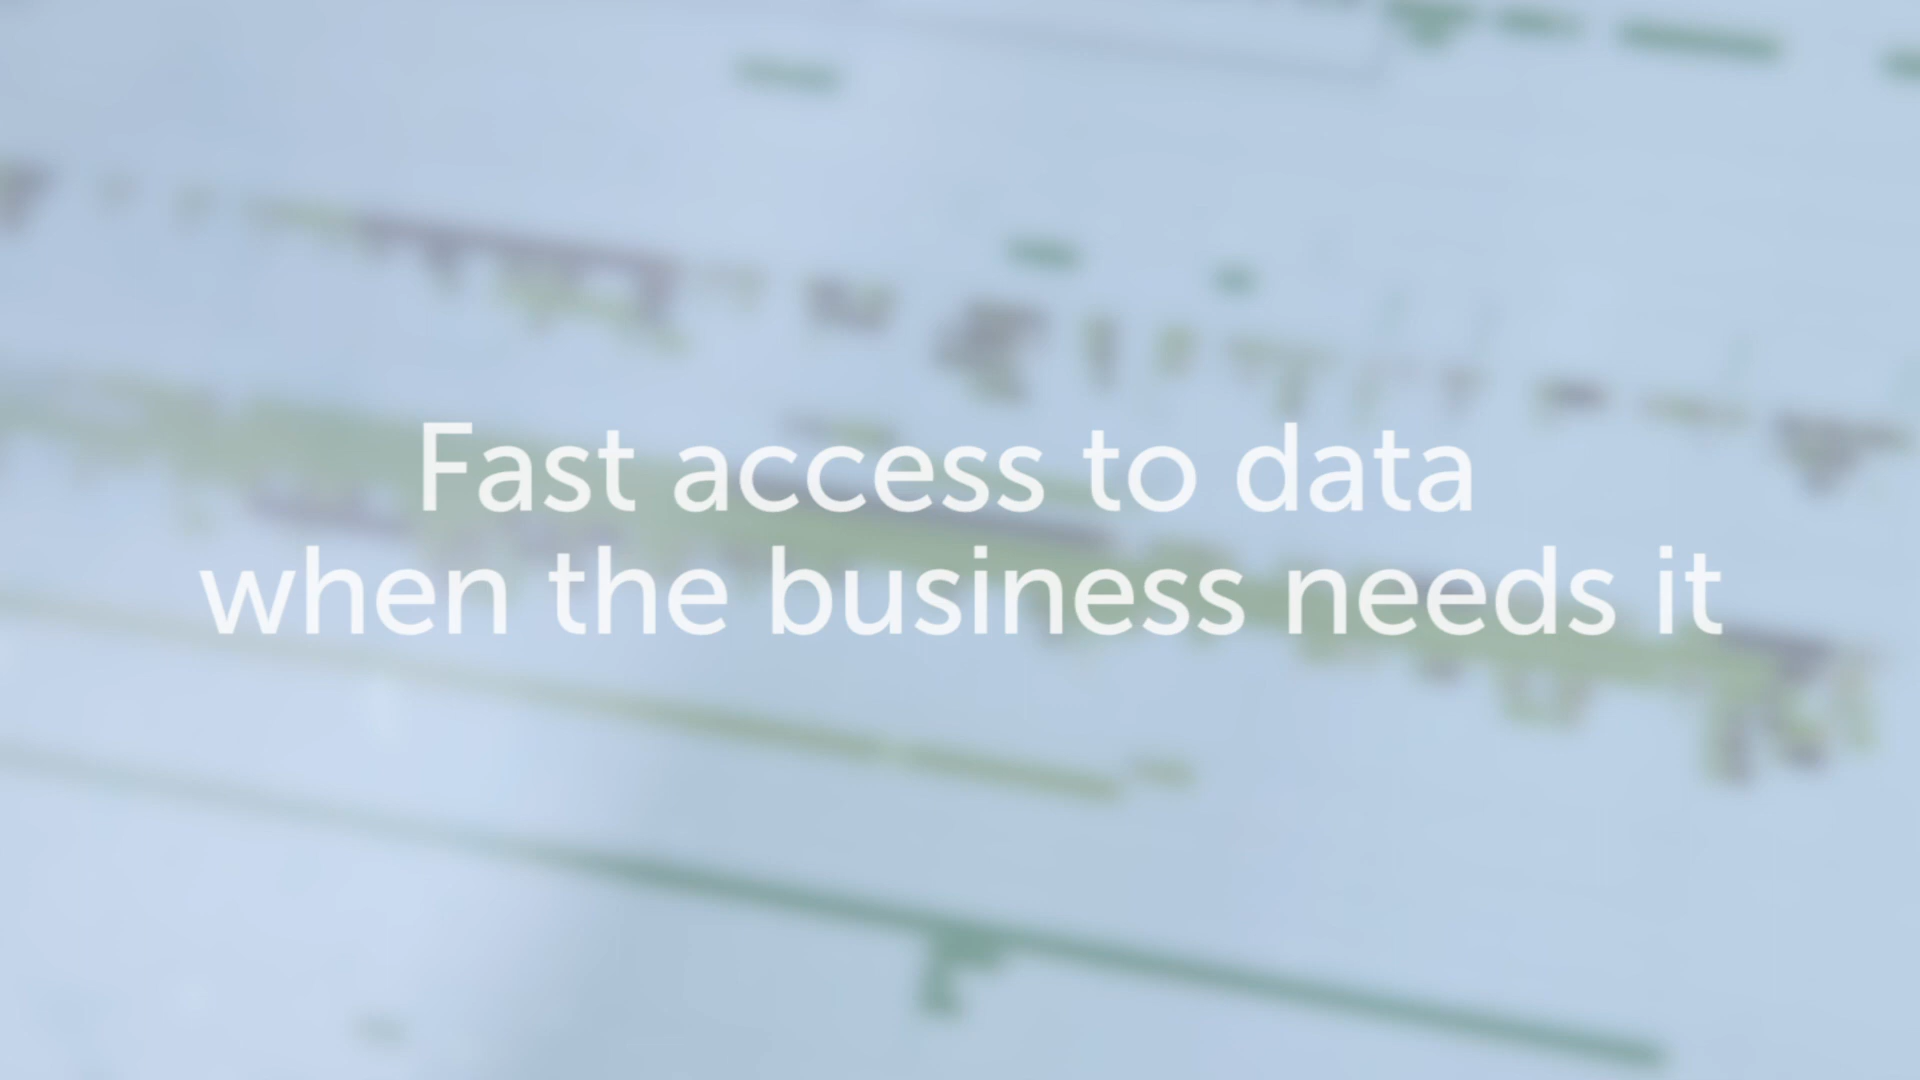 Fast access to data
when the business needs it